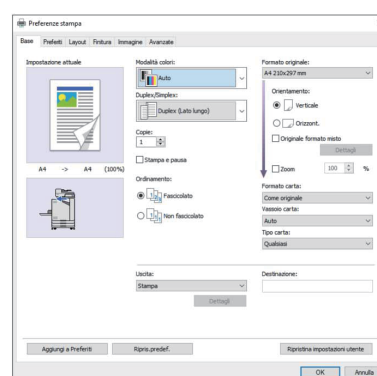 Preferenze stampa
Base Preferiti Layout Finitura Immagine Avanzate
Impostazione attuale
A4 -> A4 (100%)
Modalità colori:
Auto
Duplex/Simplex:
Duplex (Lato lungo)
Copie:
1
Stampa e pausa
Ordinamento:
Fascicolato
Non fascicolato
Uscita:
Stampa
Dettagli
Formato originale:
A4 210x297 mm
Orientamento:
Verticale
Orizzont.
Originale formato misto
Dettagli
Zoom 100 %
Formato carta:
Come originale
Vassoio carta:
Auto
Tipo carta:
Qualsiasi
Destinazione:
Aggiungi a Preferiti Ripris.predef. Ripristina impostazioni utente
OK Annulla